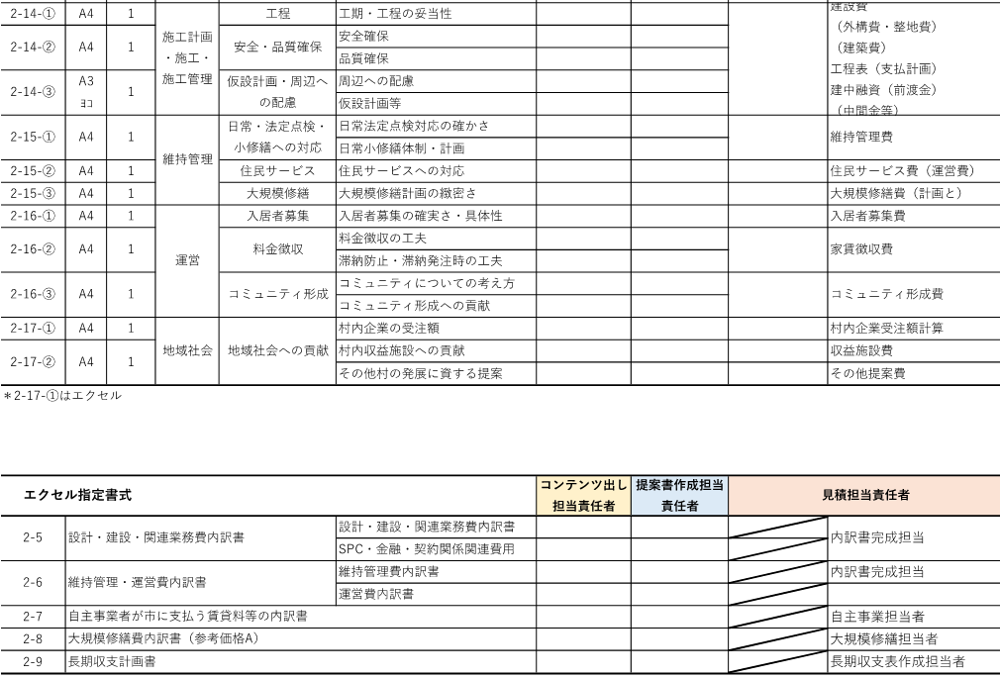 2-14-① A4 1 工程 工期・工程の妥当性 建設費
施工計画・施工・施工管理
2-14-② A4 1 安全・品質確保 安全確保 （外構費・整地費）
品質確保 （建築費）
2-14-③ A3 ﾖｺ 1 仮設計画・周辺への配慮 周辺への配慮 工程表（支払計画）
仮設計画等 建中融資（前渡金）
（中間金等）
2-15-① A4 1 維持管理 日常・法定点検・小修繕への対応 日常法定点検対応の確かさ 維持管理費
日常小修繕体制・計画
2-15-② A4 1 住民サービス 住民サービスへの対応 住民サービス費（運営費）
2-15-③ A4 1 大規模修繕 大規模修繕計画の緻密さ 大規模修繕費（計画と）
2-16-① A4 1 運営 入居者募集 入居者募集の確実さ・具体性 入居者募集費
2-16-② A4 1 料金徴収 料金徴収の工夫 家賃徴収費
滞納防止・滞納発注時の工夫
2-16-③ A4 1 コミュニティ形成 コミュニティについての考え方 コミュニティ形成費
コミュニティ形成への貢献
2-17-① A4 1 地域社会 地域社会への貢献 村内企業の受注額 村内企業受注額計算
2-17-② A4 1 村内収益施設への貢献 収益施設費
その他村の発展に資する提案 その他提案費
＊2-17-①はエクセル
エクセル指定書式 コンテンツ出し担当責任者 提案書作成担当責任者 見積担当責任者
2-5 設計・建設・関連業務費内訳書 設計・建設・関連業務費内訳書 内訳書完成担当
SPC・金融・契約関係関連費用
2-6 維持管理・運営費内訳書 維持管理費内訳書 内訳書完成担当
運営費内訳書
2-7 自主事業者が市に支払う賃貸料等の内訳書 自主事業担当者
2-8 大規模修繕費内訳書（参考価格A） 大規模修繕担当者
2-9 長期収支計画書 長期収支表作成担当者